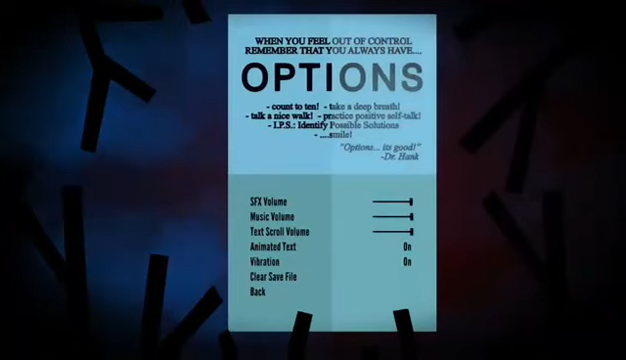 WHEN YOU FEEL OUT OF CONTROL
REMEMBER THAT YOU ALWAYS HAVE....
OPTIONS
- count to ten! - take a deep breath!
- talk a nice walk! - practice positive self-talk!
- I.P.S.: Identify Possible Solutions
- ....smile!
"Options... its good!"
-Dr. Hank
SFX Volume
Music Volume
Text Scroll Volume
Animated Text On
Vibration On
Clear Save File
Back